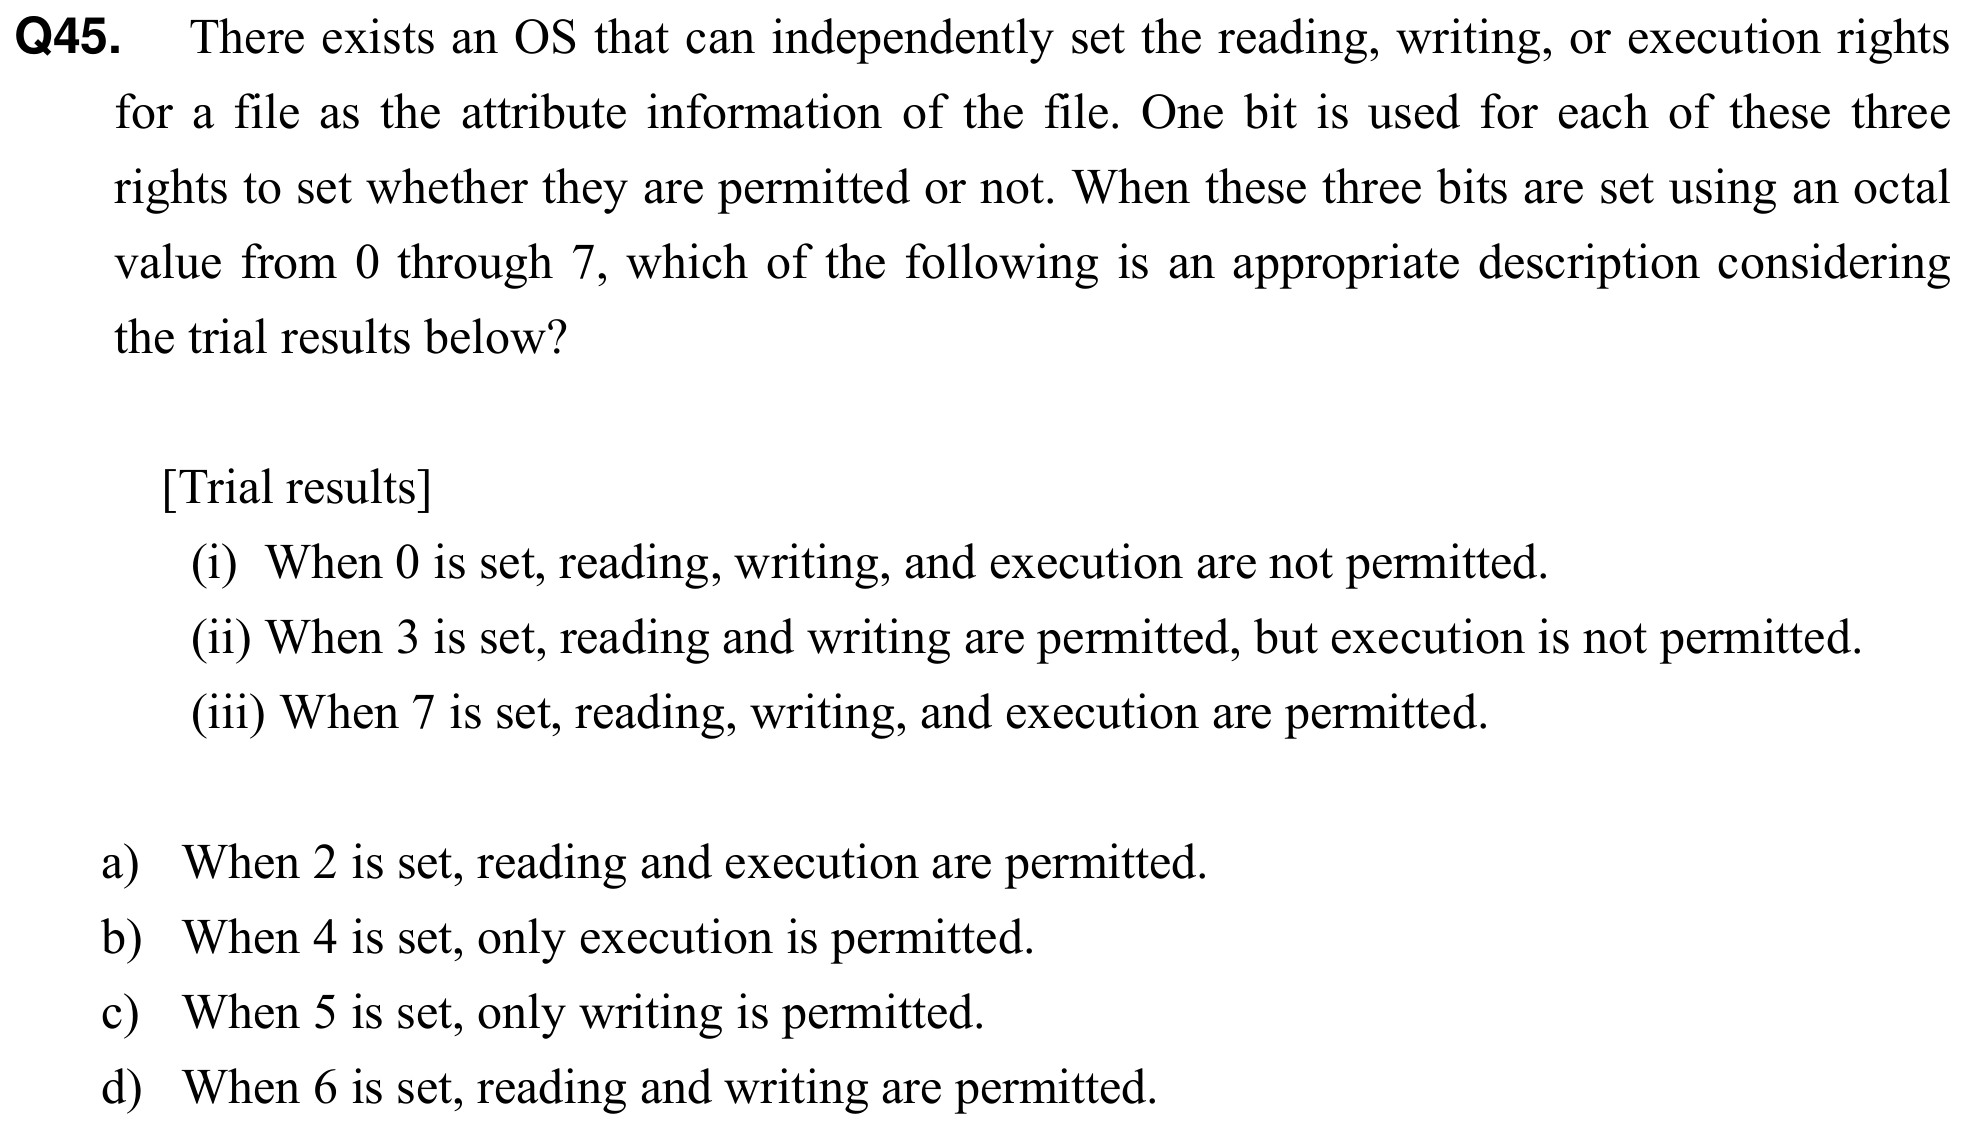 Q45. There exists an OS that can independently set the reading, writing, or execution rights
for a file as the attribute information of the file. One bit is used for each of these three
rights to set whether they are permitted or not. When these three bits are set using an octal
value from 0 through 7, which of the following is an appropriate description considering
the trial results below?
[Trial results]
(i) When 0 is set, reading, writing, and execution are not permitted.
(ii) When 3 is set, reading and writing are permitted, but execution is not permitted.
(iii) When 7 is set, reading, writing, and execution are permitted.
a) When 2 is set, reading and execution are permitted.
b) When 4 is set, only execution is permitted.
c) When 5 is set, only writing is permitted.
d) When 6 is set, reading and writing are permitted.